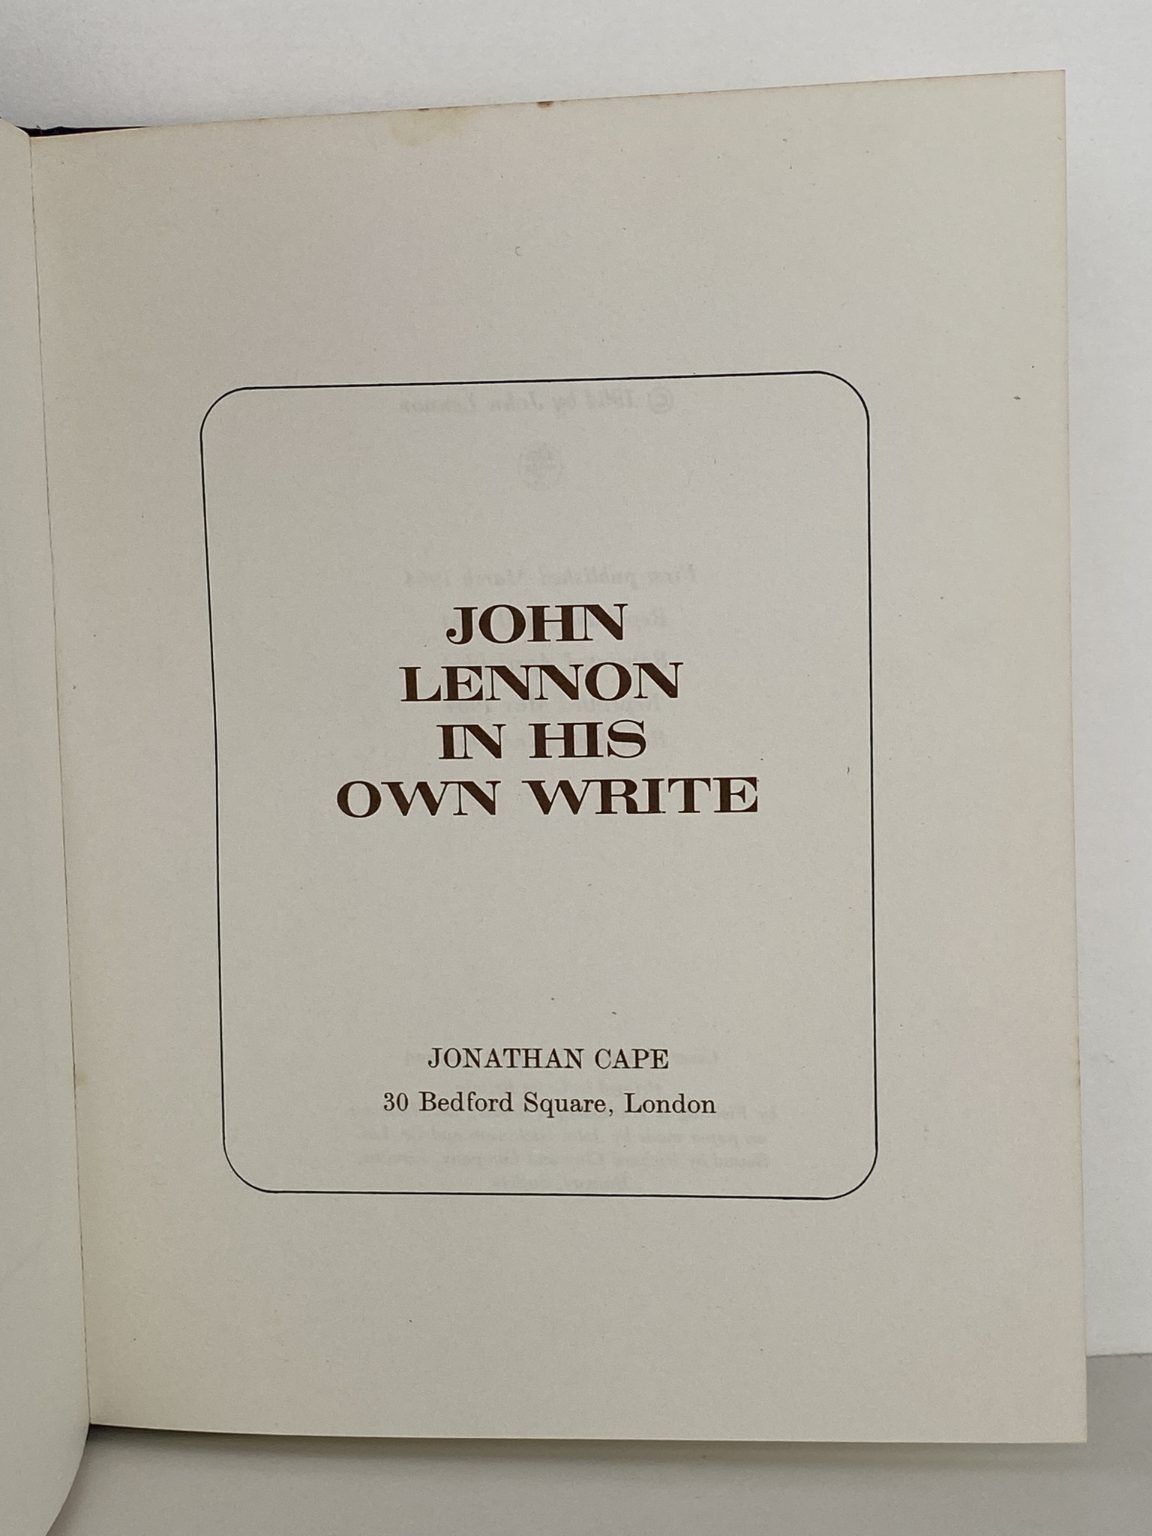 JOHN
LENNON
IN HIS
OWN WRITE
JONATHAN CAPE
30 Bedford Square, London